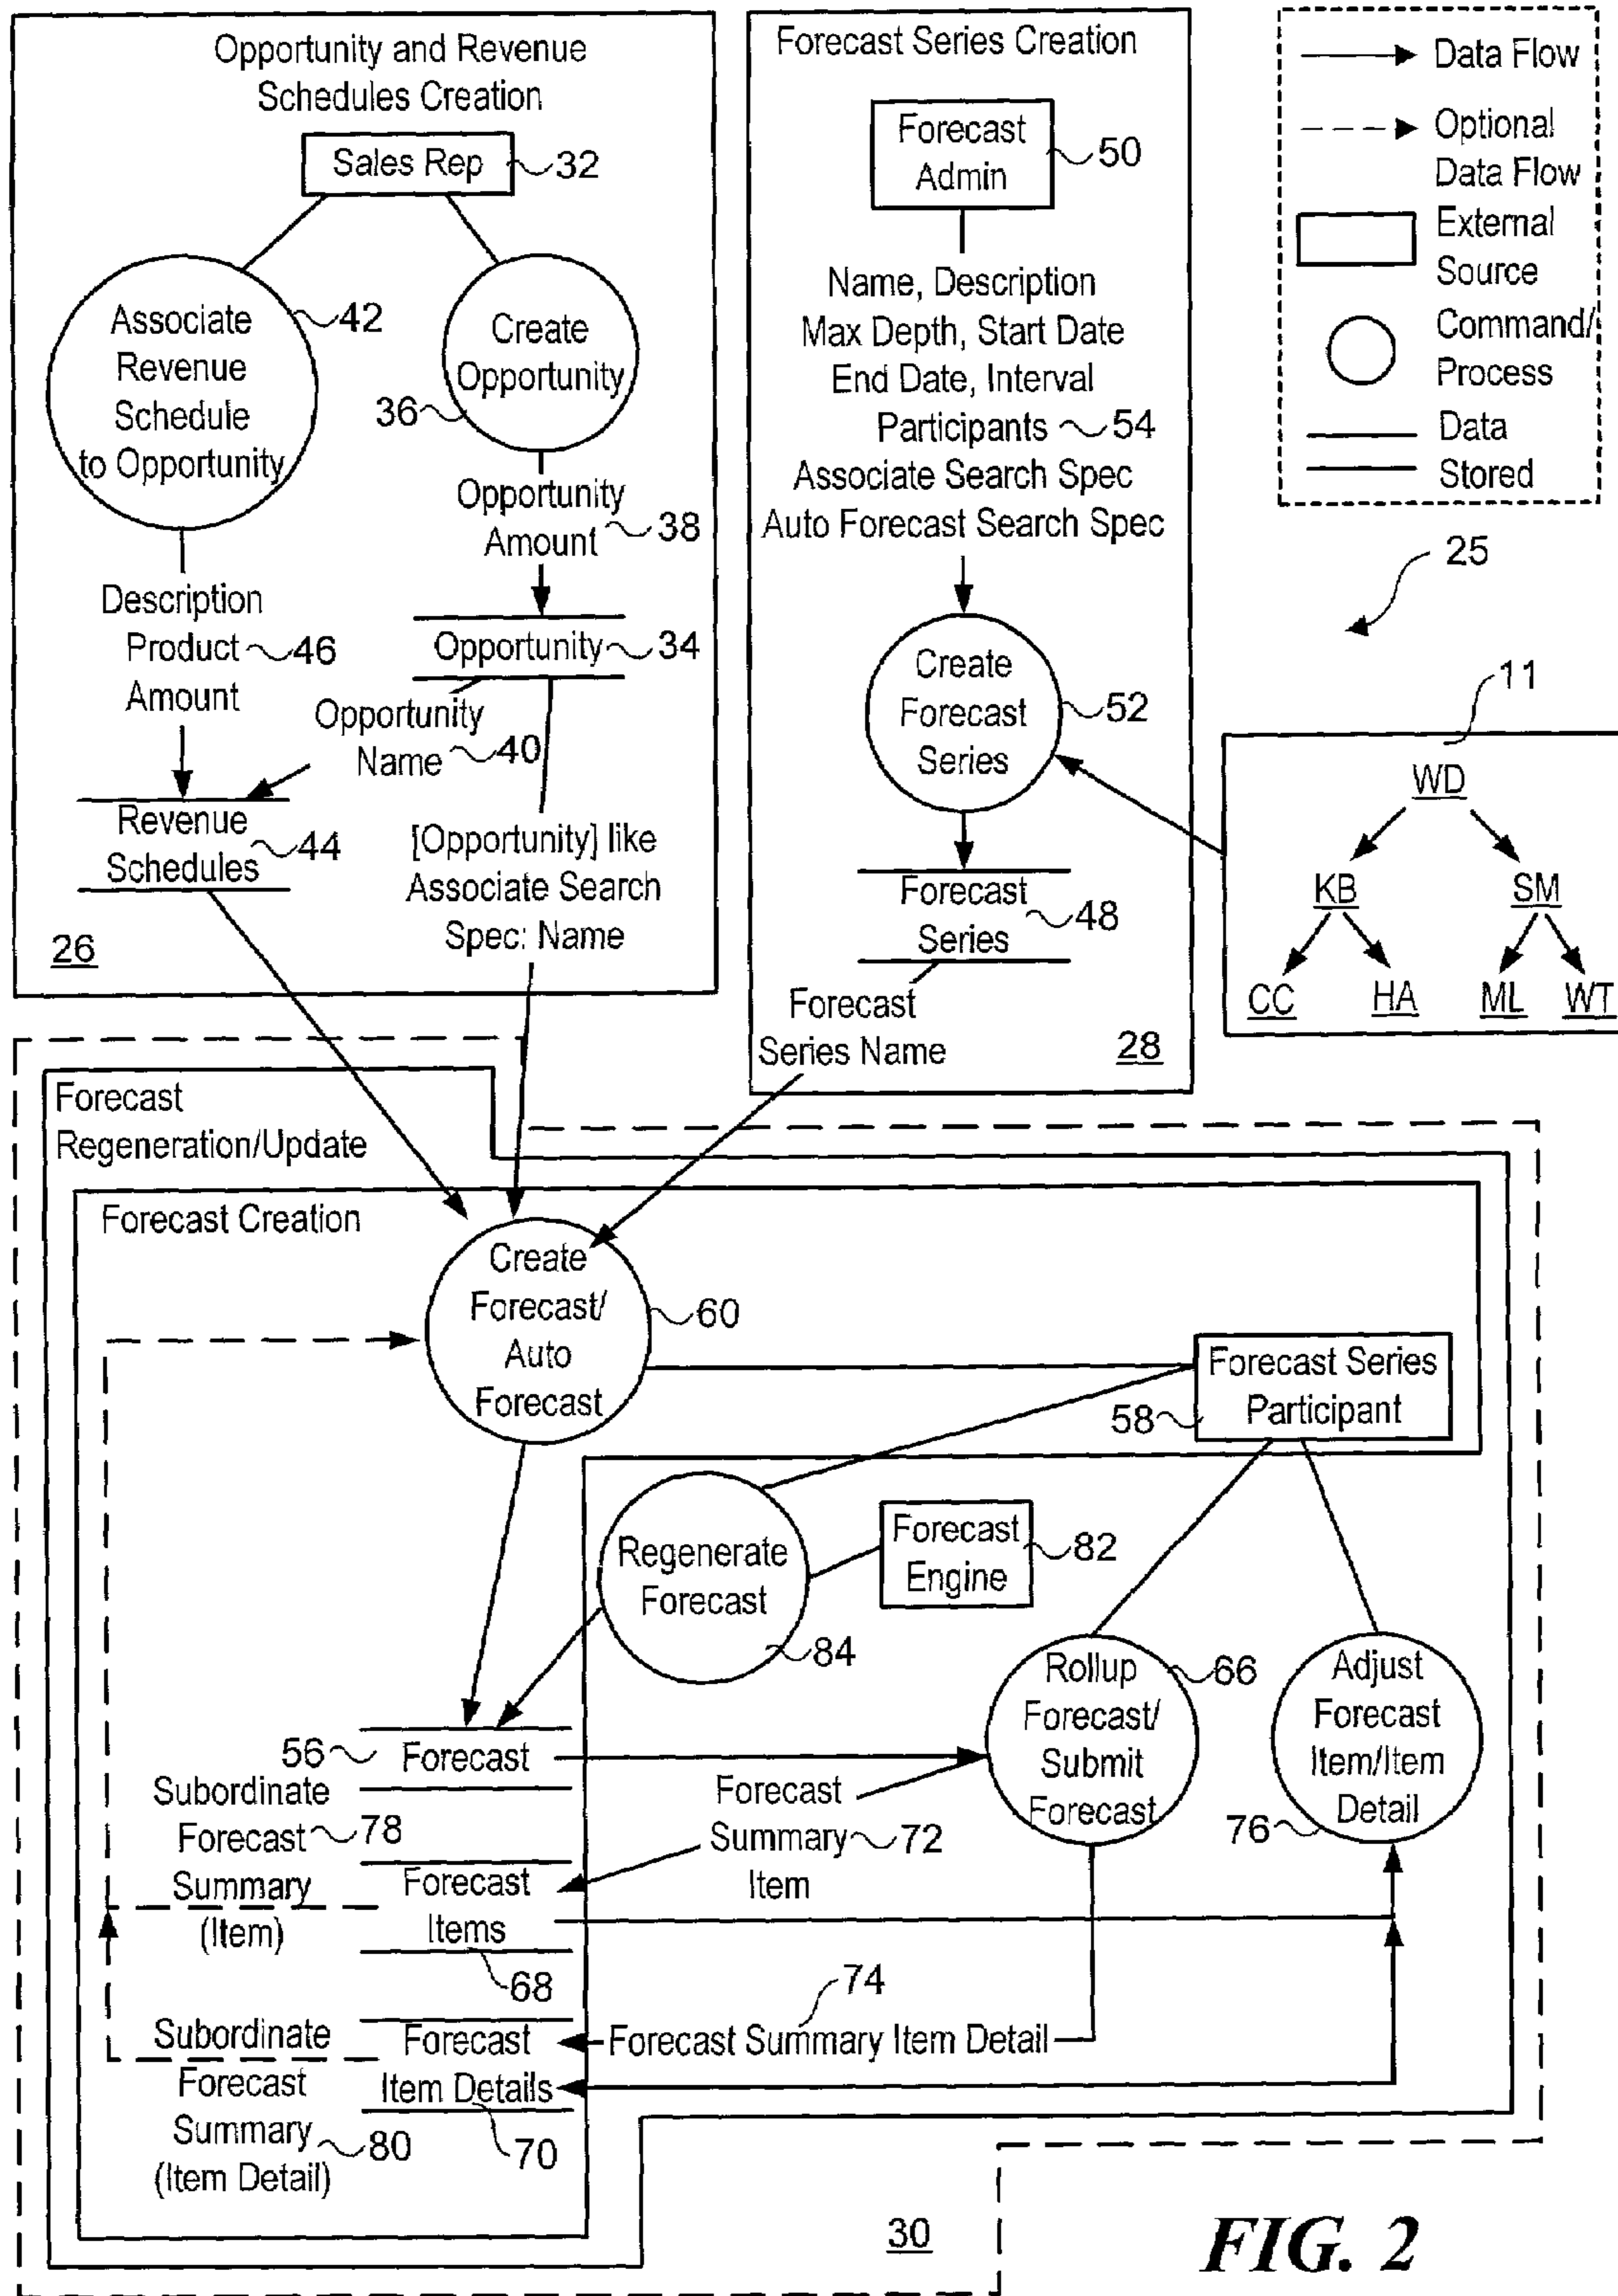 Opportunity and Revenue
Schedules Creation
Sales Rep 32
Associate
Revenue
Schedule
to Opportunity
42
Create
Opportunity
36
Opportunity
Amount 38
Description
Product 46
Amount
Opportunity 34
Opportunity
Name 40
Revenue
Schedules 44
[Opportunity] like
Associate Search
Spec: Name
26
Forecast Series Creation
Forecast
Admin
50
Name, Description
Max Depth, Start Date
End Date, Interval
Participants 54
Associate Search Spec
Auto Forecast Search Spec
Create
Forecast
Series
52
Forecast
Series
48
Forecast
Series Name
28
Data Flow
Optional
Data Flow
External
Source
Command/
Process
Data
Stored
25
11
WD
KB SM
CC HA ML WT
Forecast
Regeneration/Update
Forecast Creation
Create
Forecast/
Auto
Forecast
60
Forecast Series
Participant
58
Regenerate
Forecast
84
Forecast
Engine
82
Rollup
Forecast/
Submit
Forecast
66
Adjust
Forecast
Item/Item
Detail
76
56 Forecast
Subordinate
Forecast 78
Summary
(Item)
Forecast
Summary 72
Item
Forecast
Items
68
74
Forecast Summary Item Detail
Subordinate
Forecast
Summary 80
(Item Detail)
Forecast
Item Details
70
30
FIG. 2